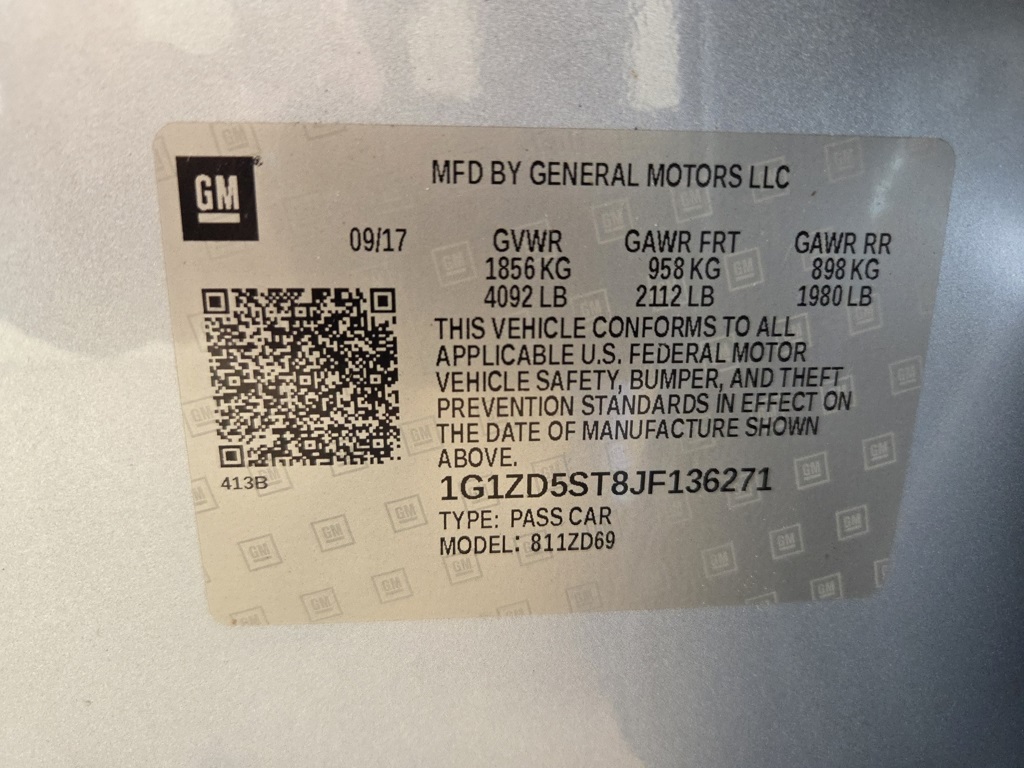 GM
MFD BY GENERAL MOTORS LLC
09/17 GVWR GAWR FRT GAWR RR
1856 KG 958 KG 898 KG
4092 LB 2112 LB 1980 LB
THIS VEHICLE CONFORMS TO ALL
APPLICABLE U.S. FEDERAL MOTOR
VEHICLE SAFETY, BUMPER, AND THEFT
PREVENTION STANDARDS IN EFFECT ON
THE DATE OF MANUFACTURE SHOWN
ABOVE.
413B
1G1ZD5ST8JF136271
TYPE: PASS CAR
MODEL: 811ZD69